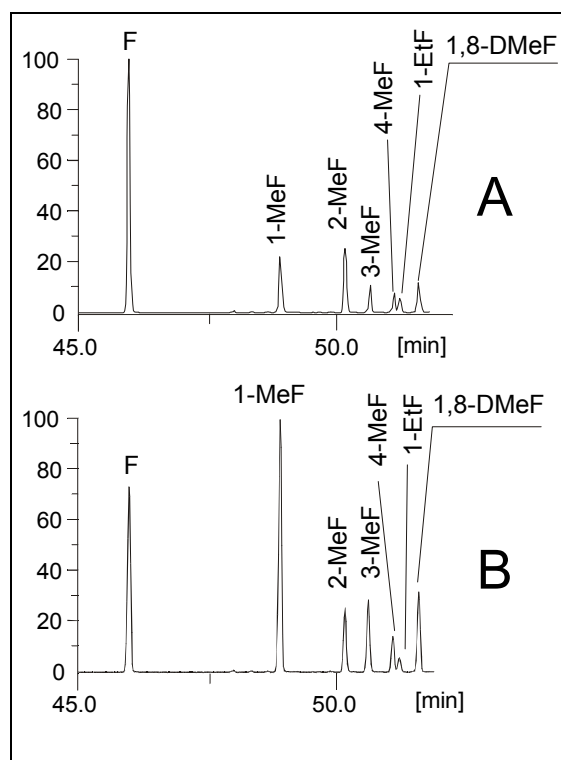 F
1-MeF
2-MeF
3-MeF
4-MeF
1-EtF
1,8-DMeF
A
100
80
60
40
20
0
45.0
50.0
[min]
F
1-MeF
2-MeF
3-MeF
4-MeF
1-EtF
1,8-DMeF
B
100
80
60
40
20
0
45.0
50.0
[min]